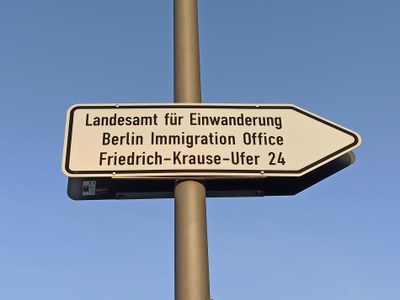 Landesamt für Einwanderung
Berlin Immigration Office
Friedrich-Krause-Ufer 24